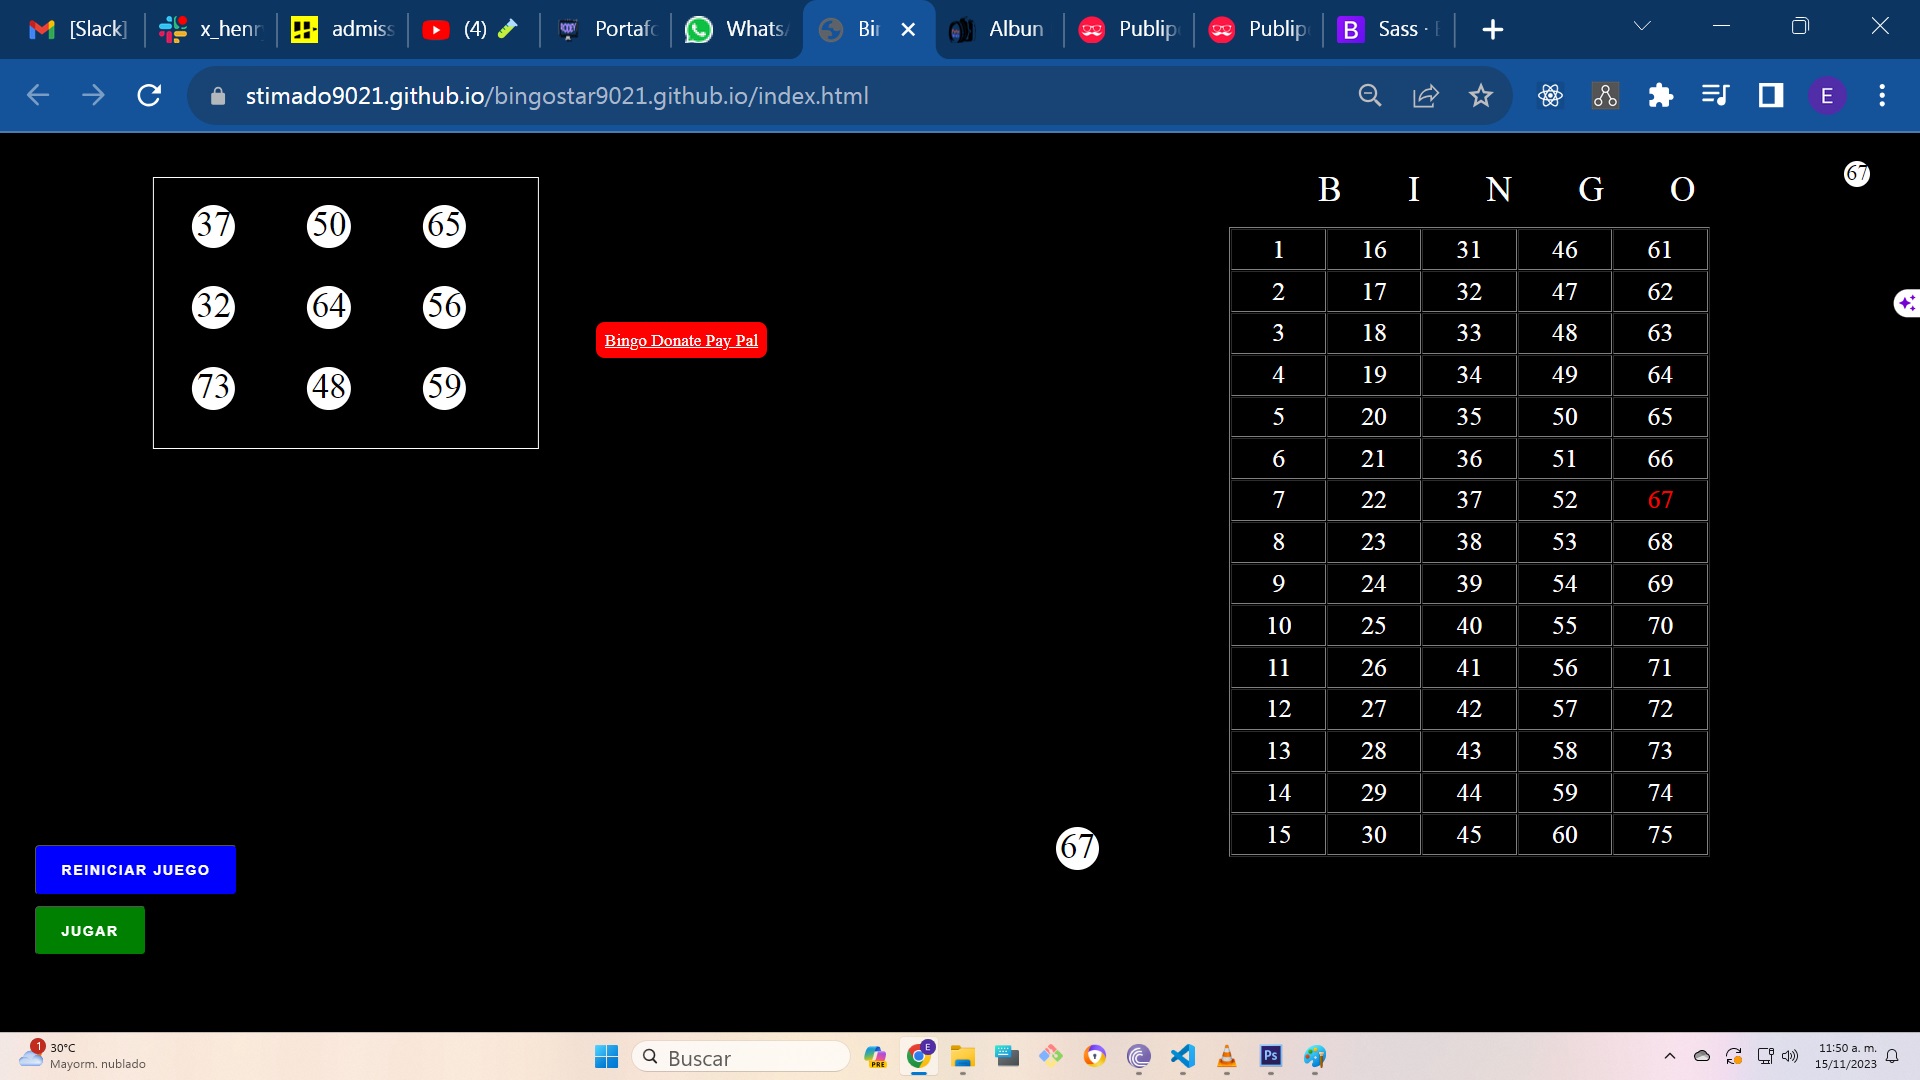 [Slack] x_henr admiss (4) Portafo Whats Bin Album Publipo Publipo Sass ·
stimado9021.github.io/bingostar9021.github.io/index.html E
B I N G O 67
37 50 65
32 64 56
73 48 59
Bingo Donate Pay Pal
1 16 31 46 61
2 17 32 47 62
3 18 33 48 63
4 19 34 49 64
5 20 35 50 65
6 21 36 51 66
7 22 37 52 67
8 23 38 53 68
9 24 39 54 69
10 25 40 55 70
11 26 41 56 71
12 27 42 57 72
13 28 43 58 73
14 29 44 59 74
15 30 45 60 75
67
REINICIAR JUEGO
JUGAR
1 30°C
Mayorm. nublado
Buscar
PRE
E
Ps
11:50 a. m.
15/11/2023